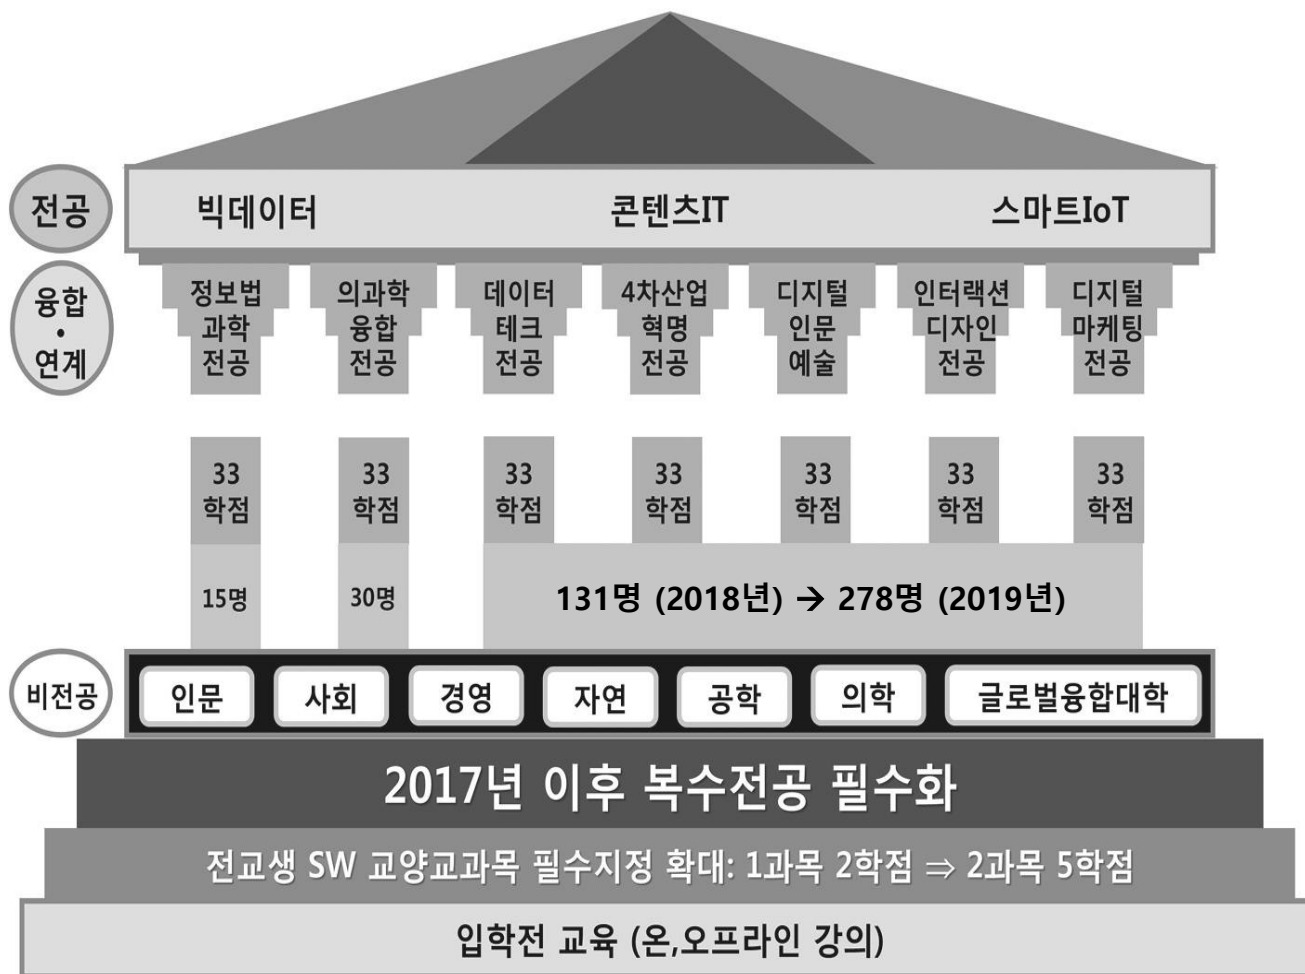 전공
빅데이터
콘텐츠IT
스마트IoT
융합
·
연계
정보법
과학
전공
의과학
융합
전공
데이터
테크
전공
4차산업
혁명
전공
디지털
인문
예술
인터랙션
디자인
전공
디지털
마케팅
전공
33
학점
33
학점
33
학점
33
학점
33
학점
33
학점
33
학점
15명
30명
131명 (2018년) → 278명 (2019년)
비전공
인문
사회
경영
자연
공학
의학
글로벌융합대학
2017년 이후 복수전공 필수화
전교생 SW 교양교과목 필수지정 확대: 1과목 2학점 ⇒ 2과목 5학점
입학전 교육 (온,오프라인 강의)